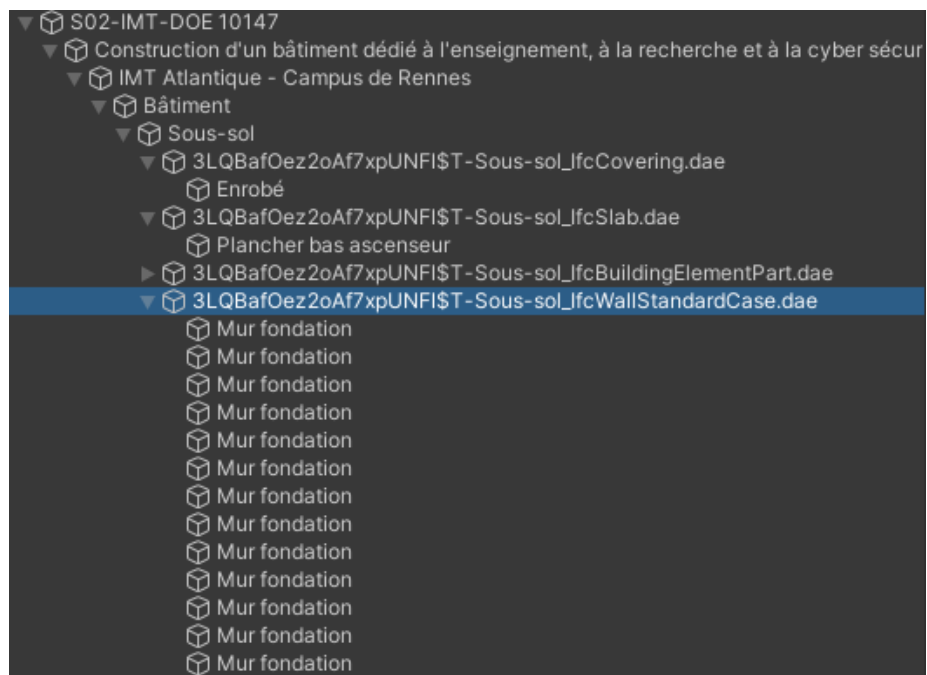 S02-IMT-DOE 10147
Construction d'un bâtiment dédié à l'enseignement, à la recherche et à la cyber sécur
IMT Atlantique - Campus de Rennes
Bâtiment
Sous-sol
3LQBafOez2oAf7xpUNFI$T-Sous-sol_IfcCovering.dae
Enrobé
3LQBafOez2oAf7xpUNFI$T-Sous-sol_IfcSlab.dae
Plancher bas ascenseur
3LQBafOez2oAf7xpUNFI$T-Sous-sol_IfcBuildingElementPart.dae
3LQBafOez2oAf7xpUNFI$T-Sous-sol_IfcWallStandardCase.dae
Mur fondation
Mur fondation
Mur fondation
Mur fondation
Mur fondation
Mur fondation
Mur fondation
Mur fondation
Mur fondation
Mur fondation
Mur fondation
Mur fondation
Mur fondation